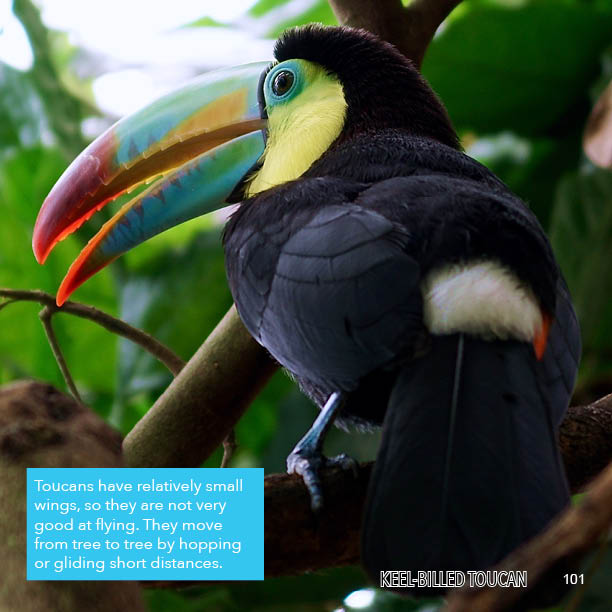 Toucans have relatively small
wings, so they are not very
good at flying. They move
from tree to tree by hopping
or gliding short distances.
KEEL-BILLED TOUCAN 101